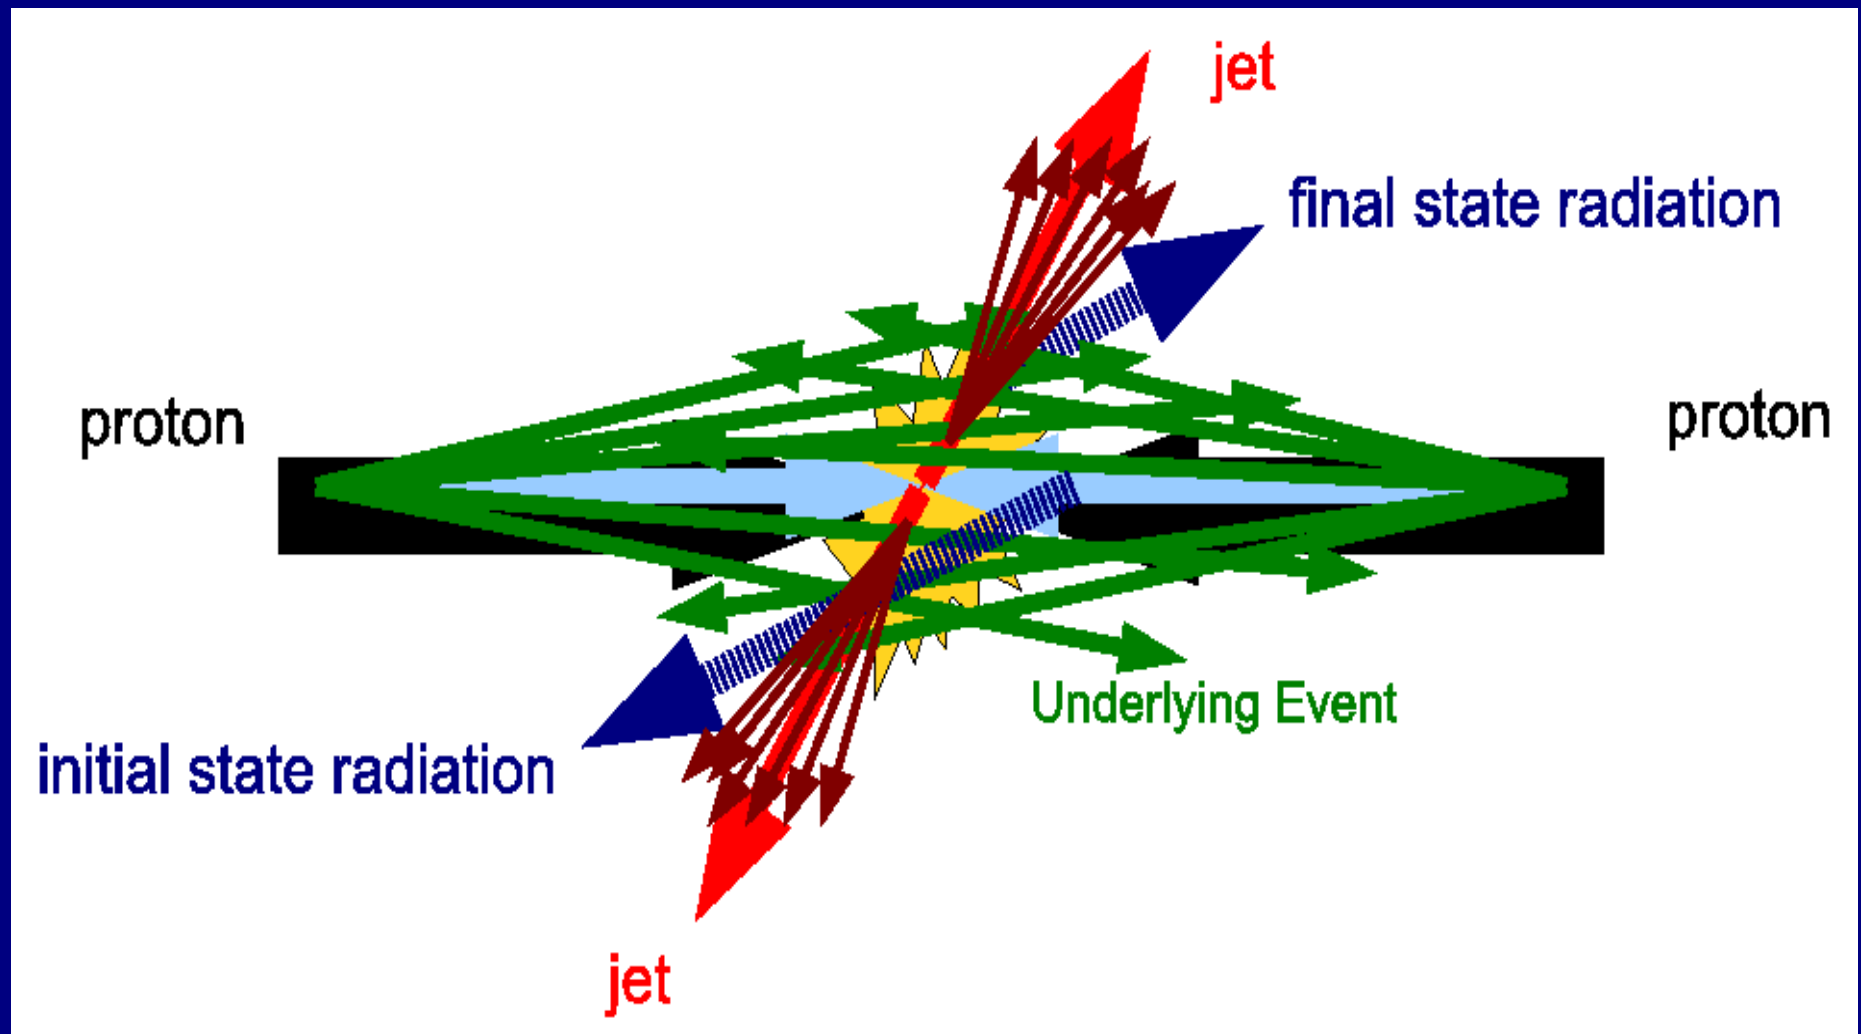 jet
final state radiation
proton
proton
Underlying Event
initial state radiation
jet